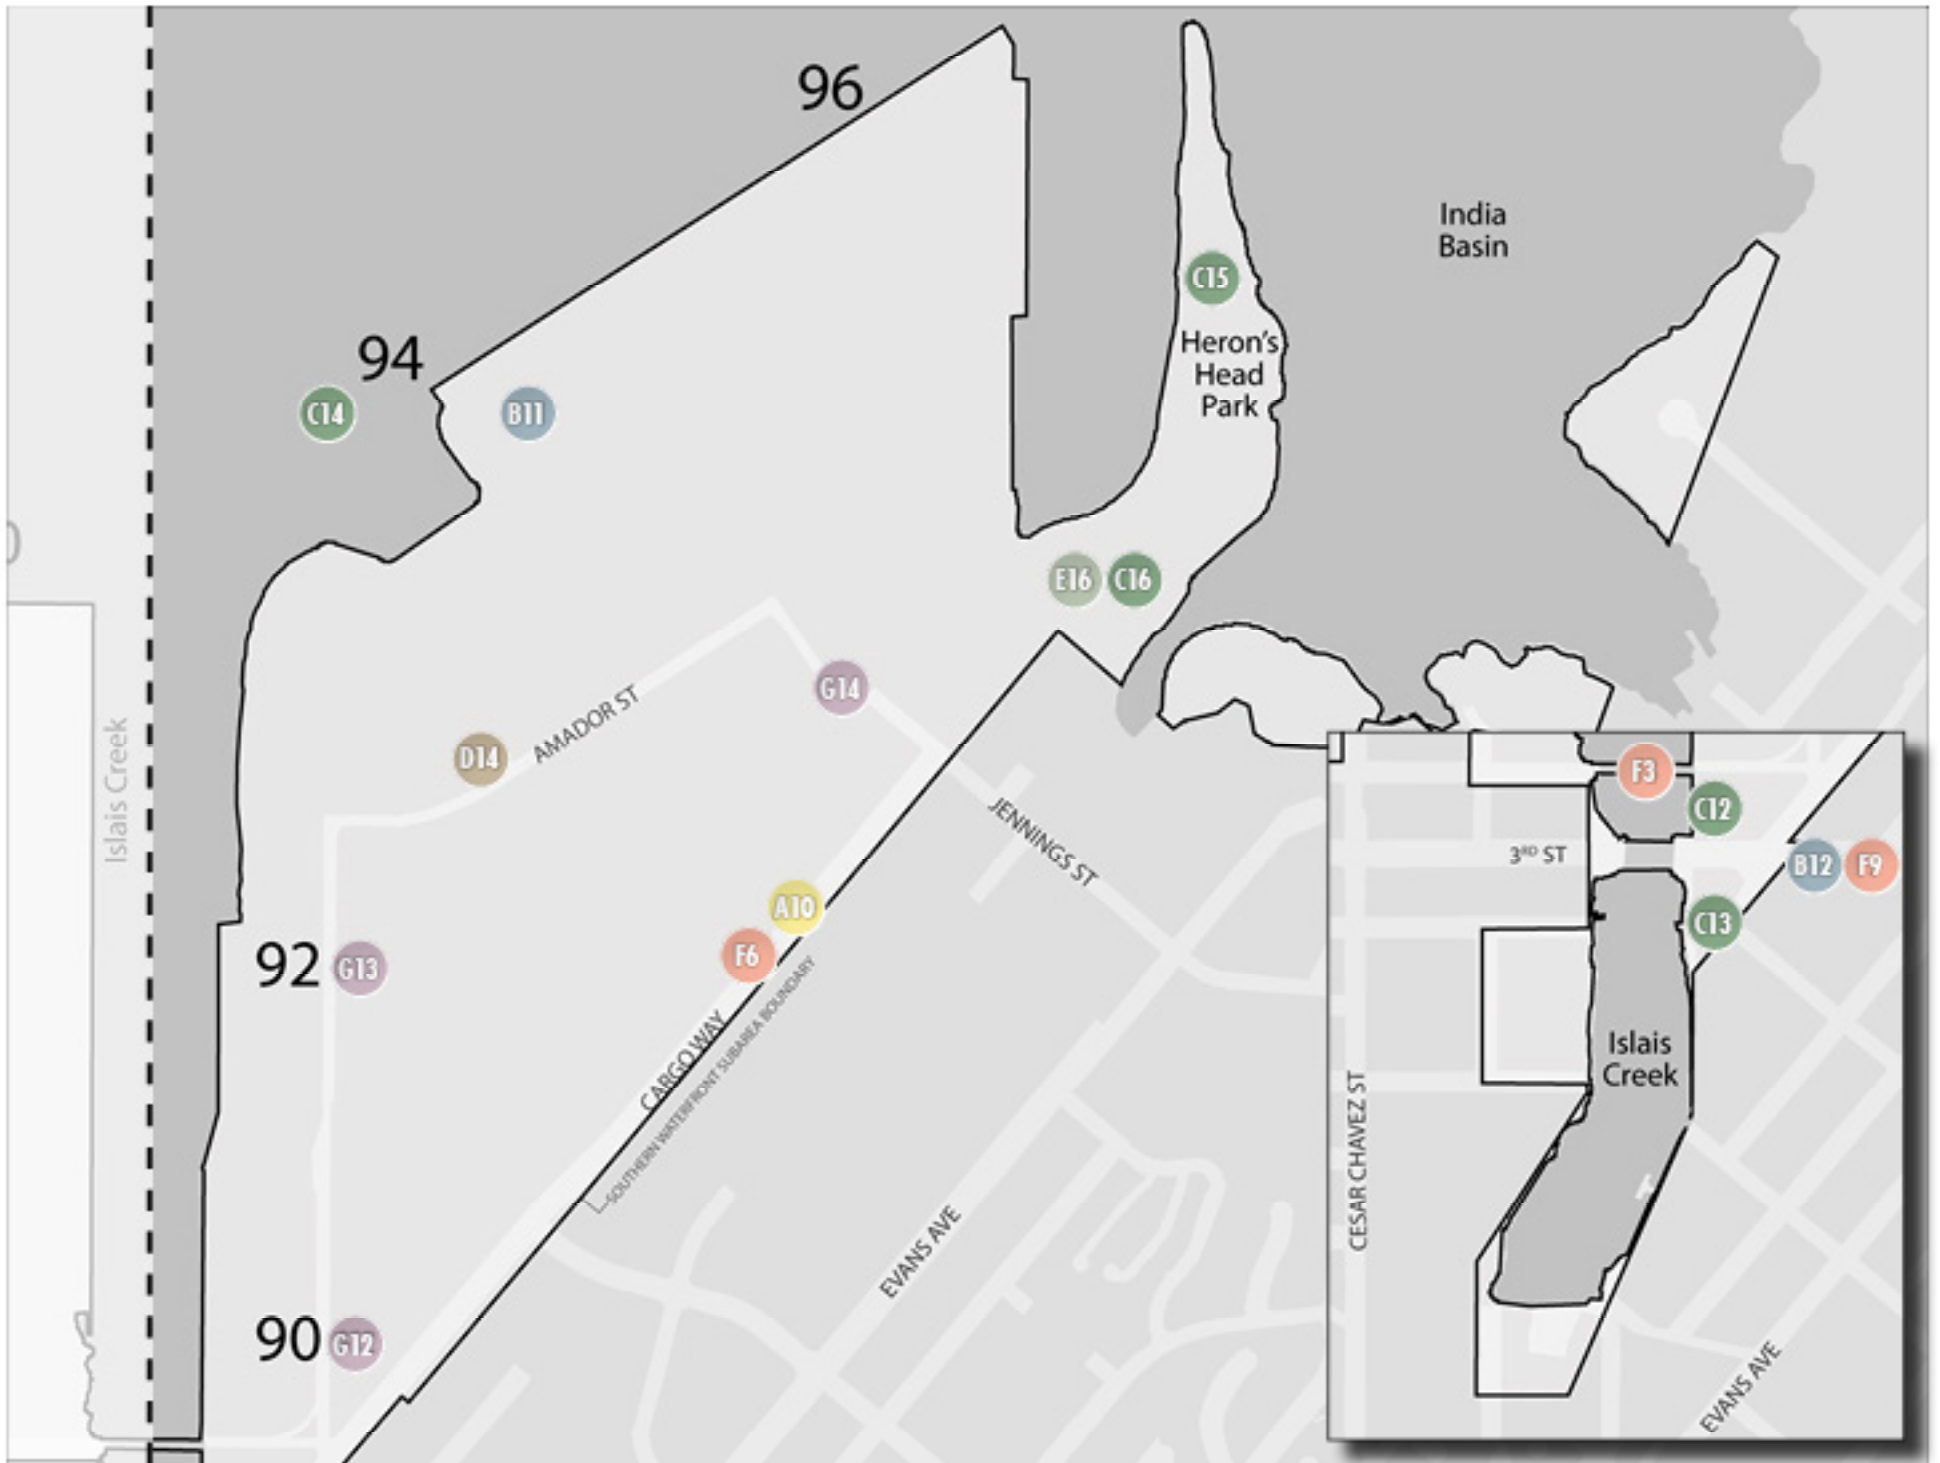 96
India
Basin
C15
94
Heron's
Head
Park
C14
B11
E16
C16
G14
AMADOR ST
D14
Islais Creek
F3
C12
JENNINGS ST
3RD ST
B12
F9
A10
C13
92
G13
F6
CARGO WAY
SOUTHERN WATERFRONT SUBAREA BOUNDARY
Islais
Creek
CESAR CHAVEZ ST
EVANS AVE
90
G12
EVANS AVE